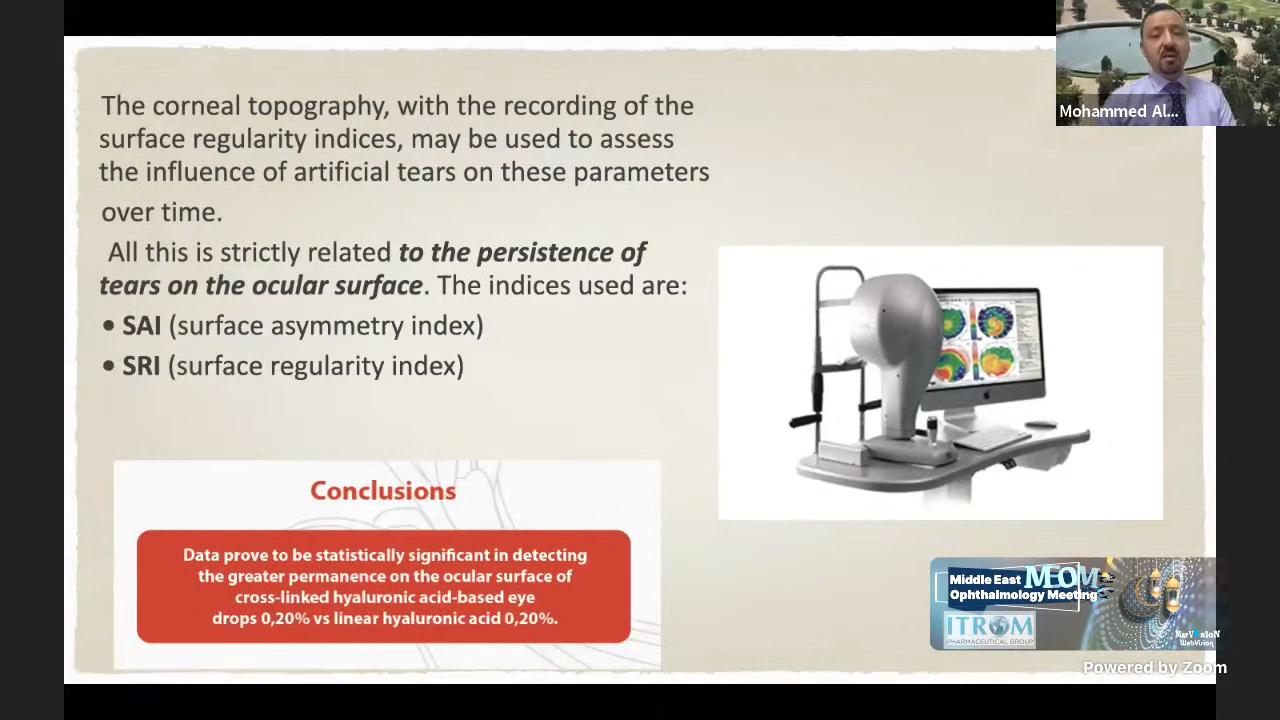 The corneal topography, with the recording of the
surface regularity indices, may be used to assess
the influence of artificial tears on these parameters
over time.
All this is strictly related to the persistence of
tears on the ocular surface. The indices used are:
• SAI (surface asymmetry index)
• SRI (surface regularity index)
Conclusions
Data prove to be statistically significant in detecting
the greater permanence on the ocular surface of
cross-linked hyaluronic acid-based eye
drops 0,20% vs linear hyaluronic acid 0,20%.
Mohammed Al...
Middle East MEOM
Ophthalmology Meeting
ITROM
PHARMACEUTICAL GROUP
NarVisioN
WebVision
Powered by Zoom